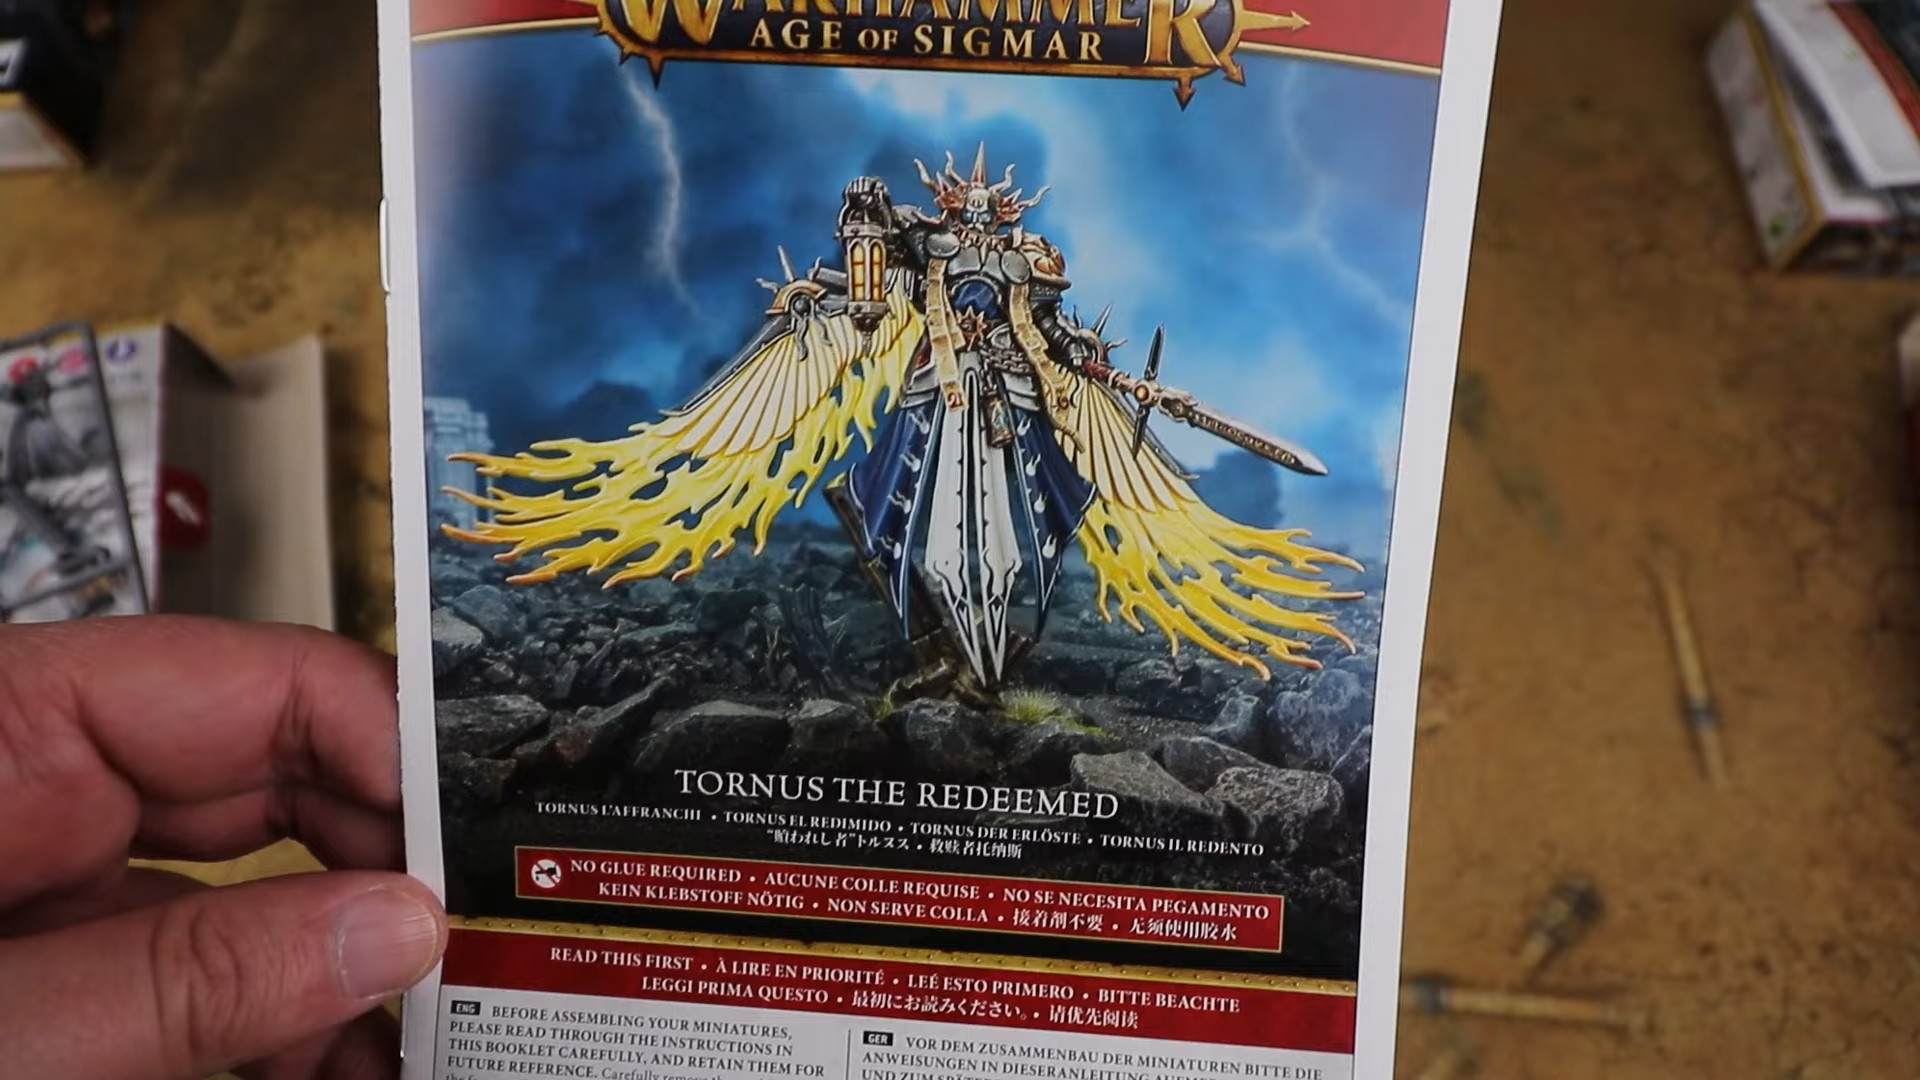 WARHAMMER
AGE OF SIGMAR
TORNUS THE REDEEMED
TORNUS L'AFFRANCHI • TORNUS EL REDIMIDO • TORNUS DER ERLÖSTE • TORNUS IL REDENTO
“贖われし者”トルヌス • 救赎者托纳斯
NO GLUE REQUIRED • AUCUNE COLLE REQUISE • NO SE NECESITA PEGAMENTO
KEIN KLEBSTOFF NÖTIG • NON SERVE COLLA • 接着剤不要 • 无须使用胶水
READ THIS FIRST • À LIRE EN PRIORITÉ • LEÉ ESTO PRIMERO • BITTE BEACHTE
LEGGI PRIMA QUESTO • 最初にお読みください。 • 请优先阅读
ENG BEFORE ASSEMBLING YOUR MINIATURES,
PLEASE READ THROUGH THE INSTRUCTIONS IN
THIS BOOKLET CAREFULLY, AND RETAIN THEM FOR
FUTURE REFERENCE. Carefully remove
GER VOR DEM ZUSAMMENBAU DER MINIATUREN BITTE DIE
ANWEISUNGEN IN DIESERANLEITUNG
UND ZUM